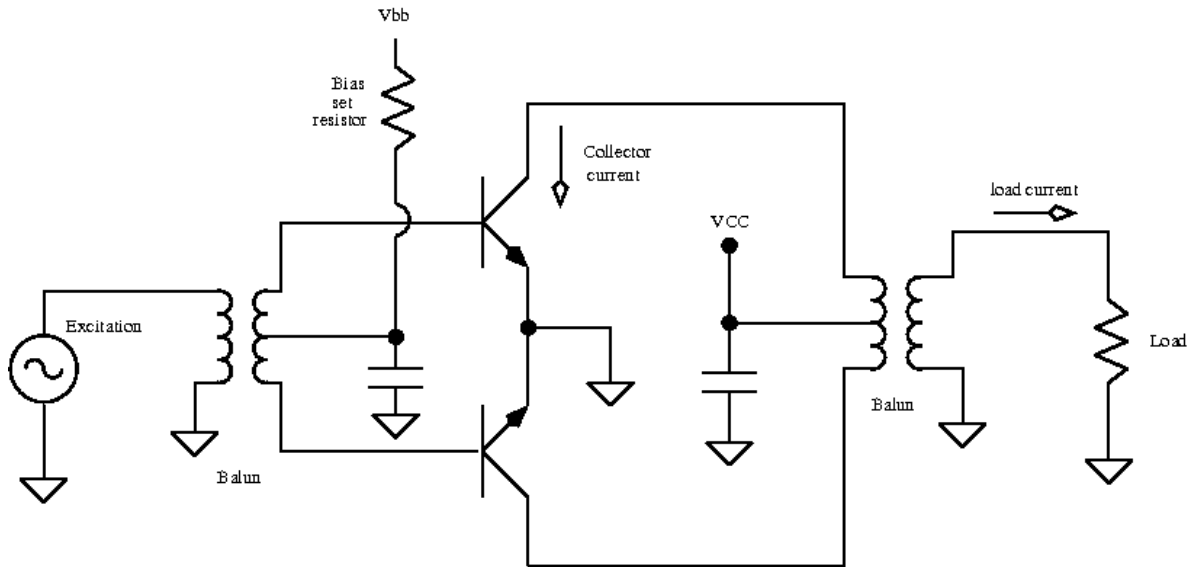 Vbb
Bias
set
resistor
Collector
current
load current
VCC
Excitation
Load
Balun
Balun